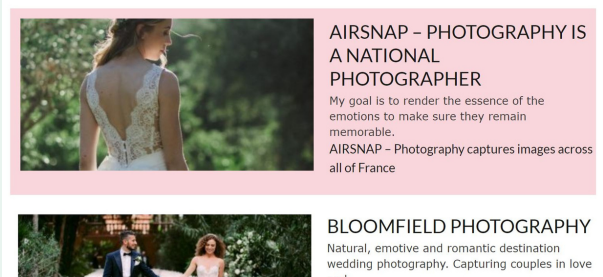 AIRSNAP – PHOTOGRAPHY IS
A NATIONAL
PHOTOGRAPHER
My goal is to render the essence of the
emotions to make sure they remain
memorable.
AIRSNAP – Photography captures images across
all of France
BLOOMFIELD PHOTOGRAPHY
Natural, emotive and romantic destination
wedding photography. Capturing couples in love